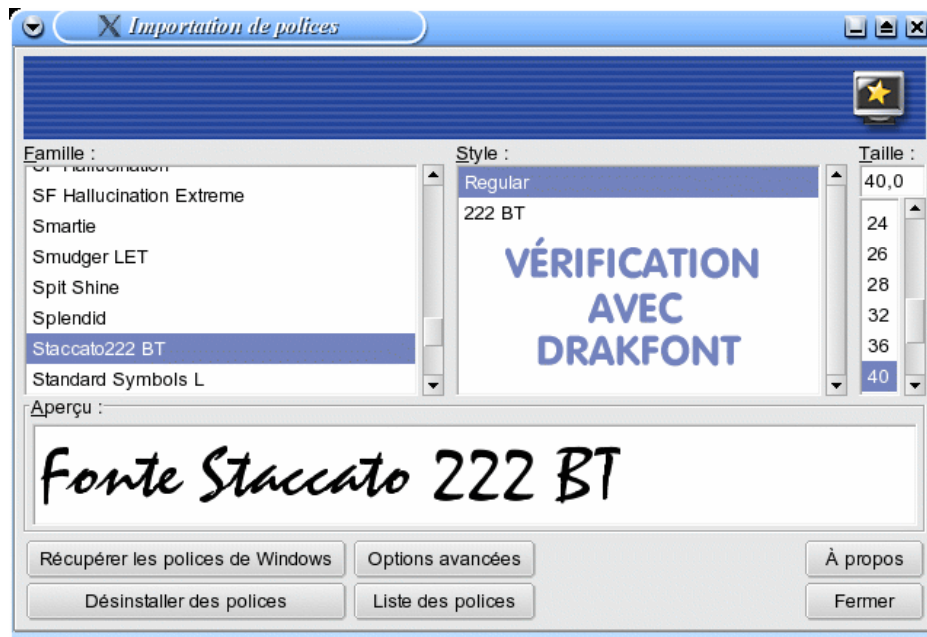 Importation de polices
Famille :
Style :
Taille :
SF Hallucination
SF Hallucination Extreme
Smartie
Smudger LET
Spit Shine
Splendid
Staccato222 BT
Standard Symbols L
Regular
222 BT
VÉRIFICATION
AVEC
DRAKFONT
40,0
24
26
28
32
36
40
Aperçu :
Fonte Staccato 222 BT
Récupérer les polices de Windows
Options avancées
À propos
Désinstaller des polices
Liste des polices
Fermer